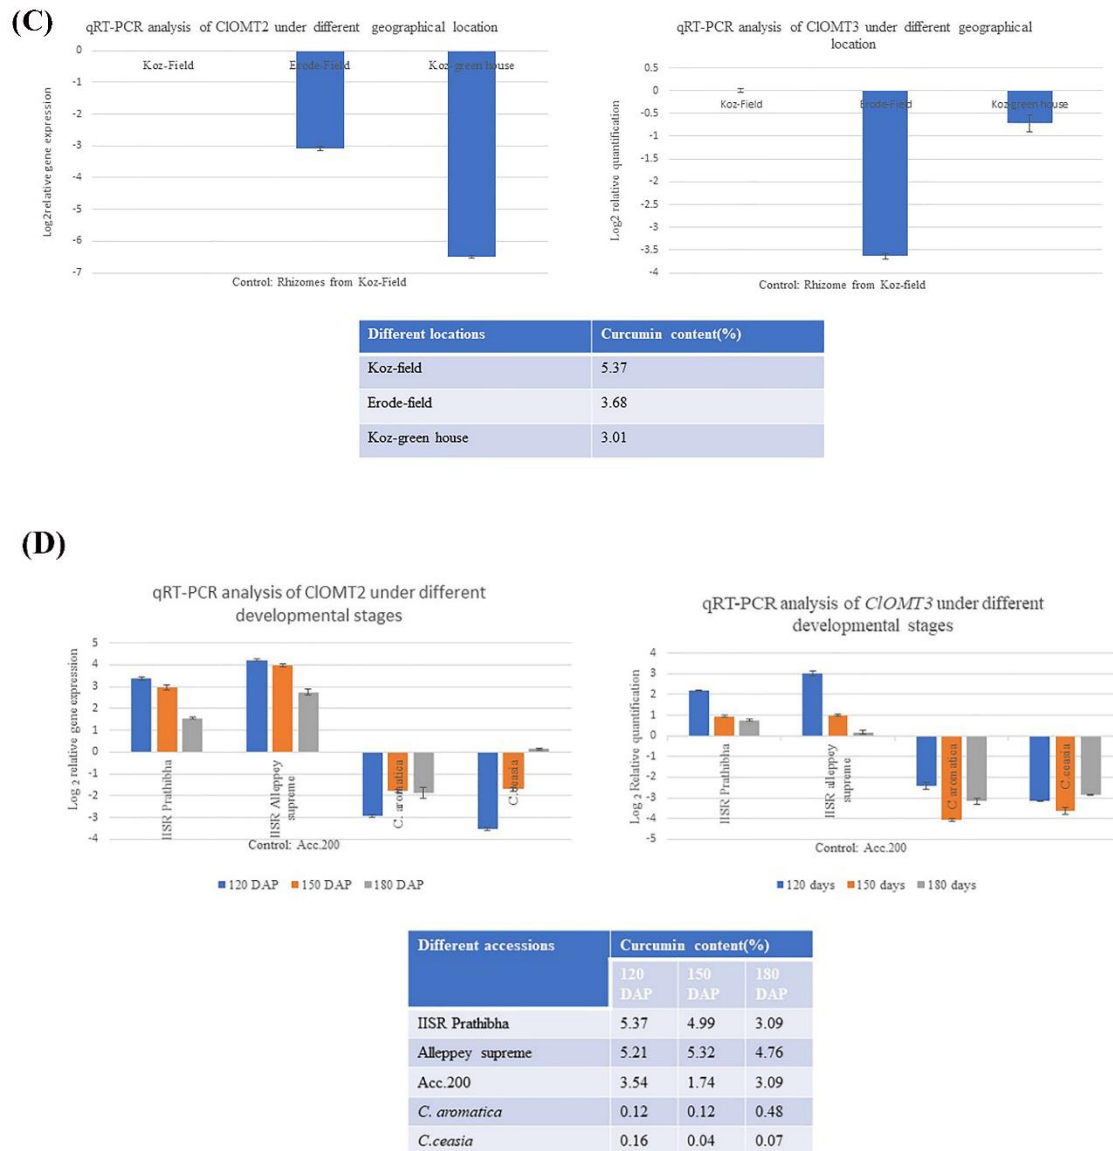 (C)
qRT-PCR analysis of ClOMT2 under different geographical location
0
-1
-2
-3
-4
-5
-6
-7
Log2relative gene expression
Koz-Field
Erode-Field
Koz-green house
Control: Rhizomes from Koz-Field
qRT-PCR analysis of ClOMT3 under different geographical
location
0.5
0
-0.5
-1
-1.5
-2
-2.5
-3
-3.5
-4
Log2 relative quantification
Koz-Field
Erode-Field
Koz-green house
Control: Rhizome from Koz-field
Different locations Curcumin content(%)
Koz-field 5.37
Erode-field 3.68
Koz-green house 3.01
(D)
qRT-PCR analysis of ClOMT2 under different
developmental stages
5
4
3
2
1
0
-1
-2
-3
-4
Log 2 relative gene expression
IISR Prathibha
IISR Alleppey
supreme
C. aromatica
C.ceasia
Control: Acc.200
120 DAP 150 DAP 180 DAP
qRT-PCR analysis of ClOMT3 under different
developmental stages
4
3
2
1
0
-1
-2
-3
-4
-5
Log 2 Relative quantification
IISR Prathibha
IISR alleppey
supreme
C aromatica
C.ceasia
Control: Acc.200
120 days 150 days 180 days
Different accessions Curcumin content(%)
120 DAP 150 DAP 180 DAP
IISR Prathibha 5.37 4.99 3.09
Alleppey supreme 5.21 5.32 4.76
Acc.200 3.54 1.74 3.09
C. aromatica 0.12 0.12 0.48
C.ceasia 0.16 0.04 0.07